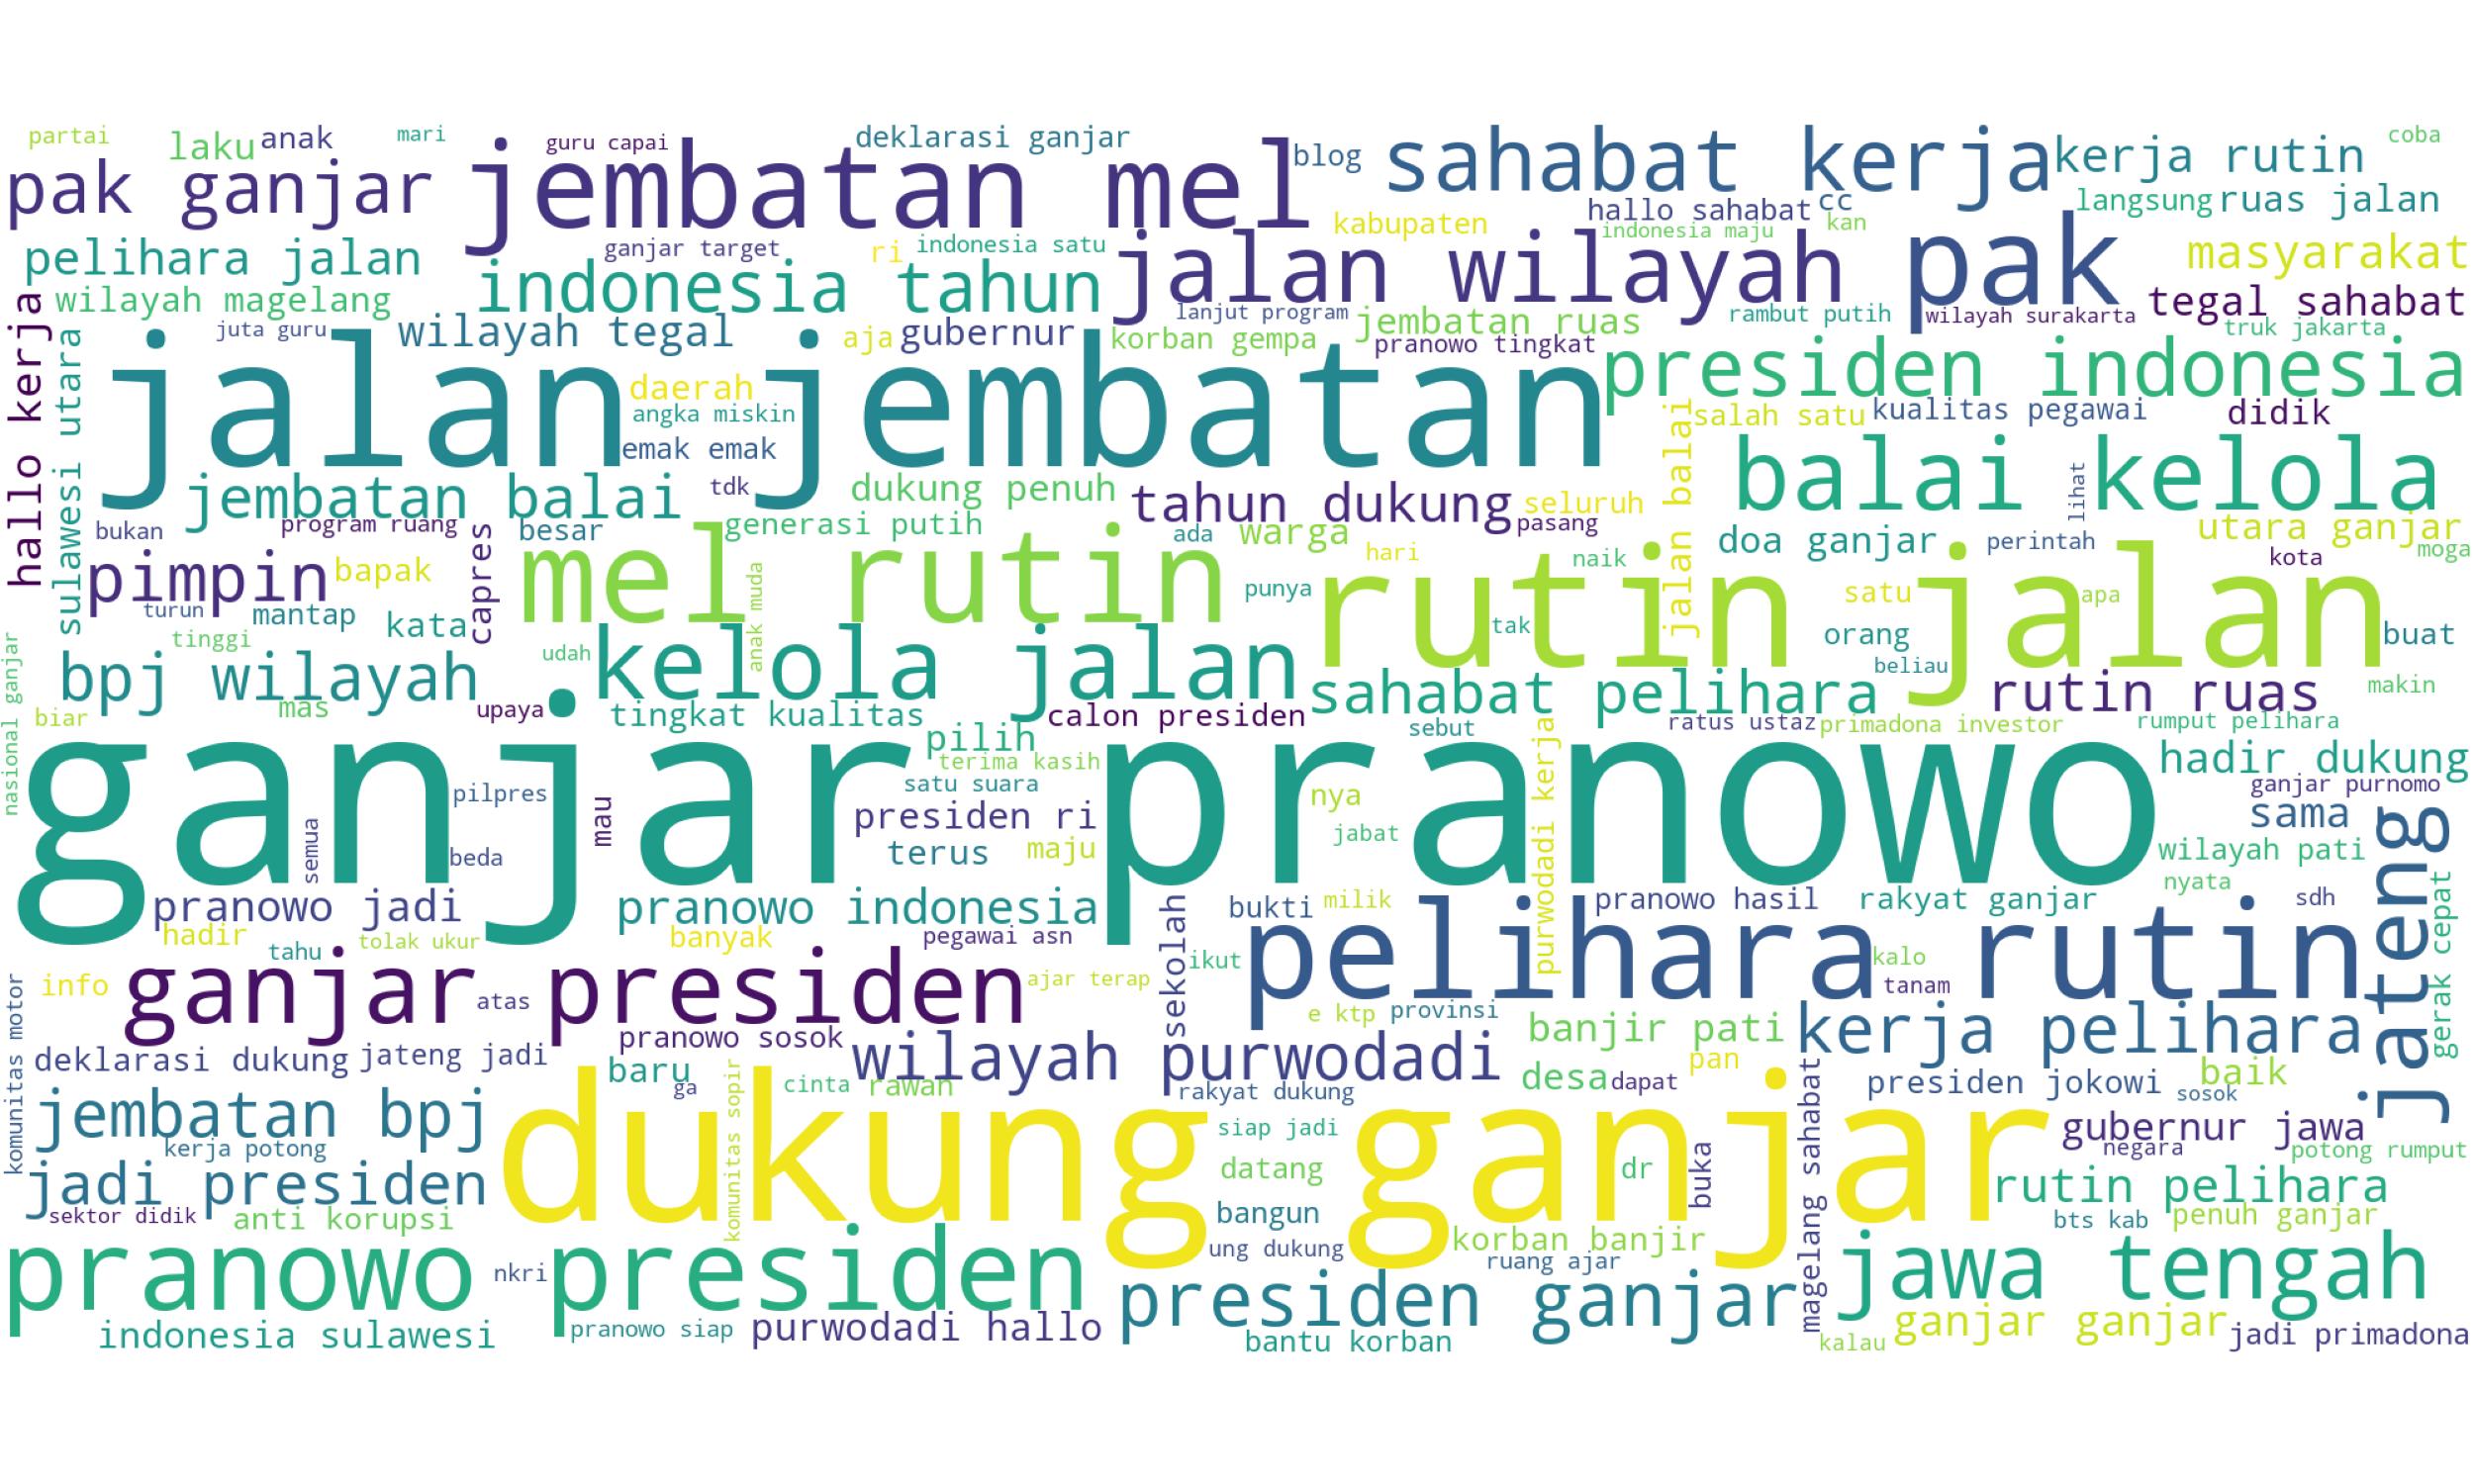 partai
laku
anak
mari
guru capai
deklarasi ganjar
coba
pak ganjar
jembatan mel
blog
sahabat kerja
kerja rutin
langsung
ruas jalan
hallo sahabat
cc
kabupaten
kan
indonesia maju
pelihara jalan
ganjar target
ri
indonesia satu
jalan wilayah
pak
masyarakat
wilayah magelang
indonesia tahun
lanjut program
rambut putih
wilayah surakarta
tegal sahabat
hallo kerja
sulawesi utara
juta guru
wilayah tegal
aja
gubernur
korban gempa
jembatan ruas
pranowo tingkat
truk jakarta
jalan jembatan
presiden indonesia
daerah
angka miskin
emak emak
salah satu
kualitas pegawai
didik
jembatan balai
tdk
dukung penuh
tahun dukung
seluruh
jalan balai
balai kelola
lihat
bukan
program ruang
capres
besar
generasi putih
ada
warga
pasang
hari
naik
doa ganjar
perintah
utara ganjar
kota
moga
pimpin
bapak
mel rutin
punya
rutin jalan
satu
apa
turun
mantap
kata
anak muda
tak
orang
buat
tinggi
udah
kelola jalan
beliau
nasional ganjar
bpj wilayah
sahabat pelihara
rutin ruas
makin
biar
mas
upaya
tingkat kualitas
calon presiden
sebut
ratus ustaz
primadona investor
rumput pelihara
pilih
terima kasih
purwodadi kerja
hadir dukung
ganjar pranowo
pilpres
satu suara
nya
ganjar purnomo
semua
mau
presiden ri
jabat
sama
jateng
beda
terus
maju
wilayah pati
nyata
pranowo jadi
pranowo indonesia
sekolah
bukti
milik
pranowo hasil
rakyat ganjar
sdh
gerak cepat
hadir
tahu
tolak ukur
banyak
pegawai asn
pelihara rutin
komunitas motor
info
ganjar presiden
atas
ajar terap
ikut
kalo
tanam
e ktp
provinsi
pranowo sosok
banjir pati
kerja pelihara
deklarasi dukung
jateng jadi
baru
wilayah purwodadi
desa
dapat
pan
presiden jokowi
baik
ga
komunitas sopir
cinta
rawan
rakyat dukung
magelang sahabat
sosok
jembatan bpj
dukung ganjar
siap jadi
gubernur jawa
kerja potong
negara
potong rumput
jadi presiden
datang
dr
buka
rutin pelihara
sektor didik
anti korupsi
bangun
bts kab
penuh ganjar
pranowo presiden
nkri
ung dukung
korban banjir
ruang ajar
jawa tengah
presiden ganjar
indonesia sulawesi
pranowo siap
purwodadi hallo
bantu korban
kalau
ganjar ganjar
jadi primadona